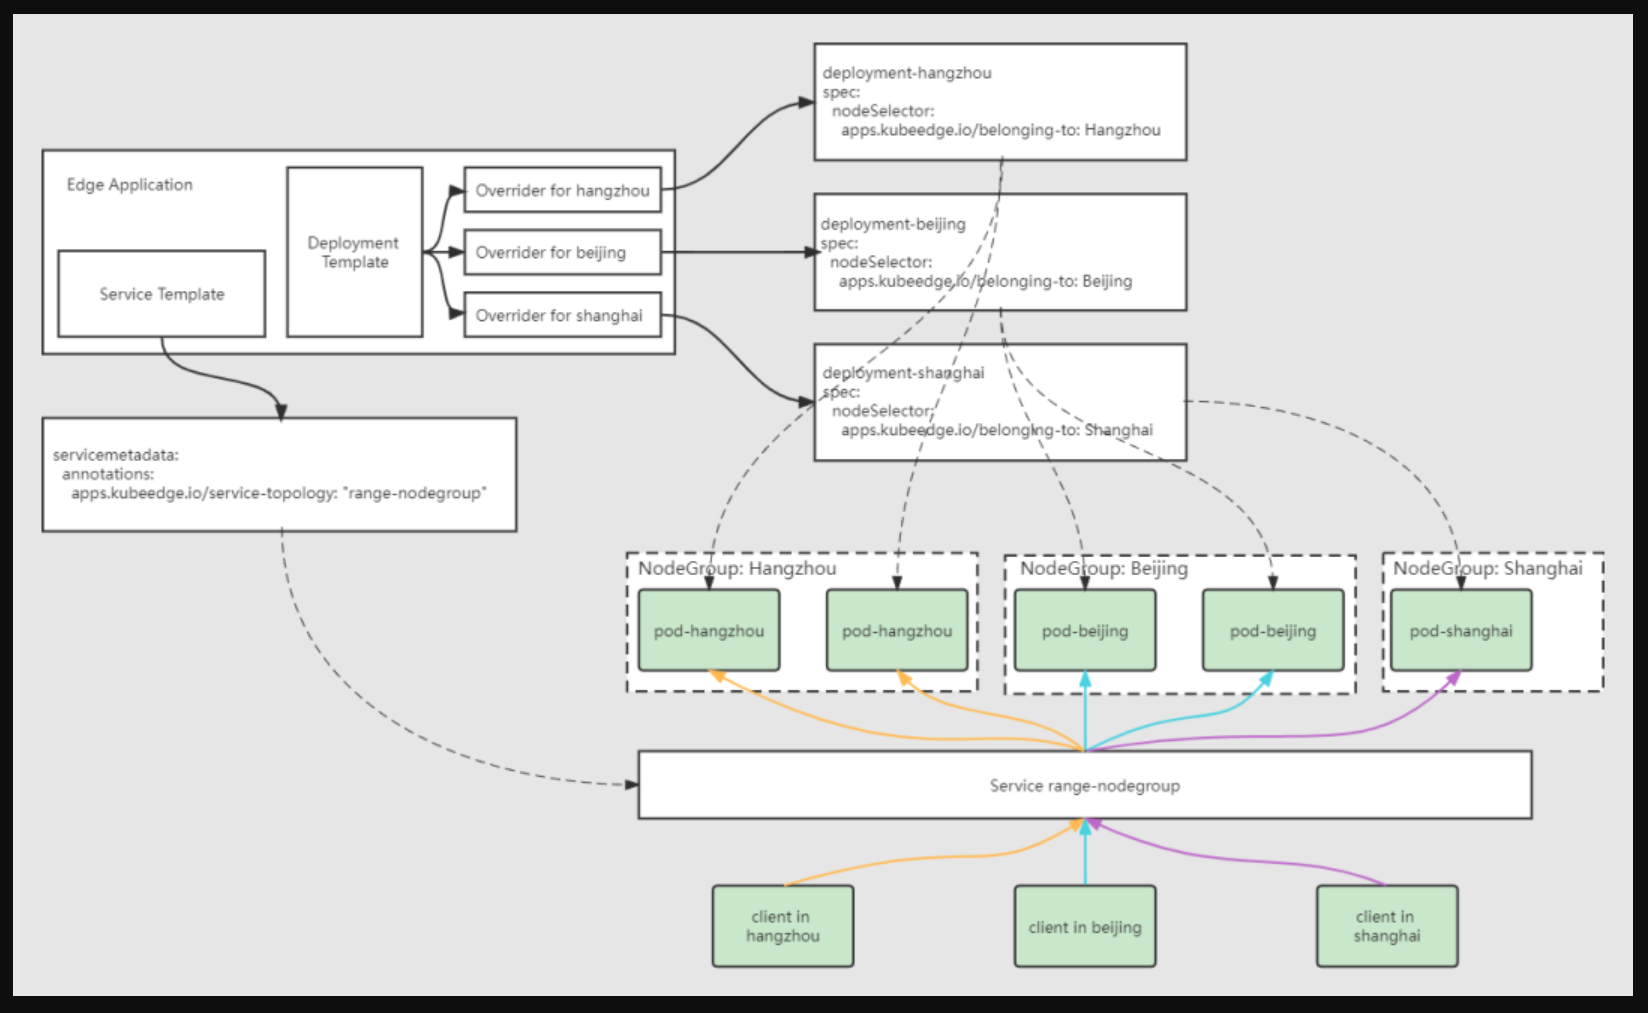 deployment-hangzhou
spec:
nodeSelector:
apps.kubeedge.io/belonging-to: Hangzhou
Edge Application
Service Template
Deployment
Template
Overrider for hangzhou
Overrider for beijing
Overrider for shanghai
deployment-beijing
spec:
nodeSelector:
apps.kubeedge.io/belonging-to: Beijing
deployment-shanghai
spec:
nodeSelector:
apps.kubeedge.io/belonging-to: Shanghai
servicemetadata:
annotations:
apps.kubeedge.io/service-topology: "range-nodegroup"
NodeGroup: Hangzhou
pod-hangzhou
pod-hangzhou
NodeGroup: Beijing
pod-beijing
pod-beijing
NodeGroup: Shanghai
pod-shanghai
Service range-nodegroup
client in
hangzhou
client in beijing
client in
shanghai